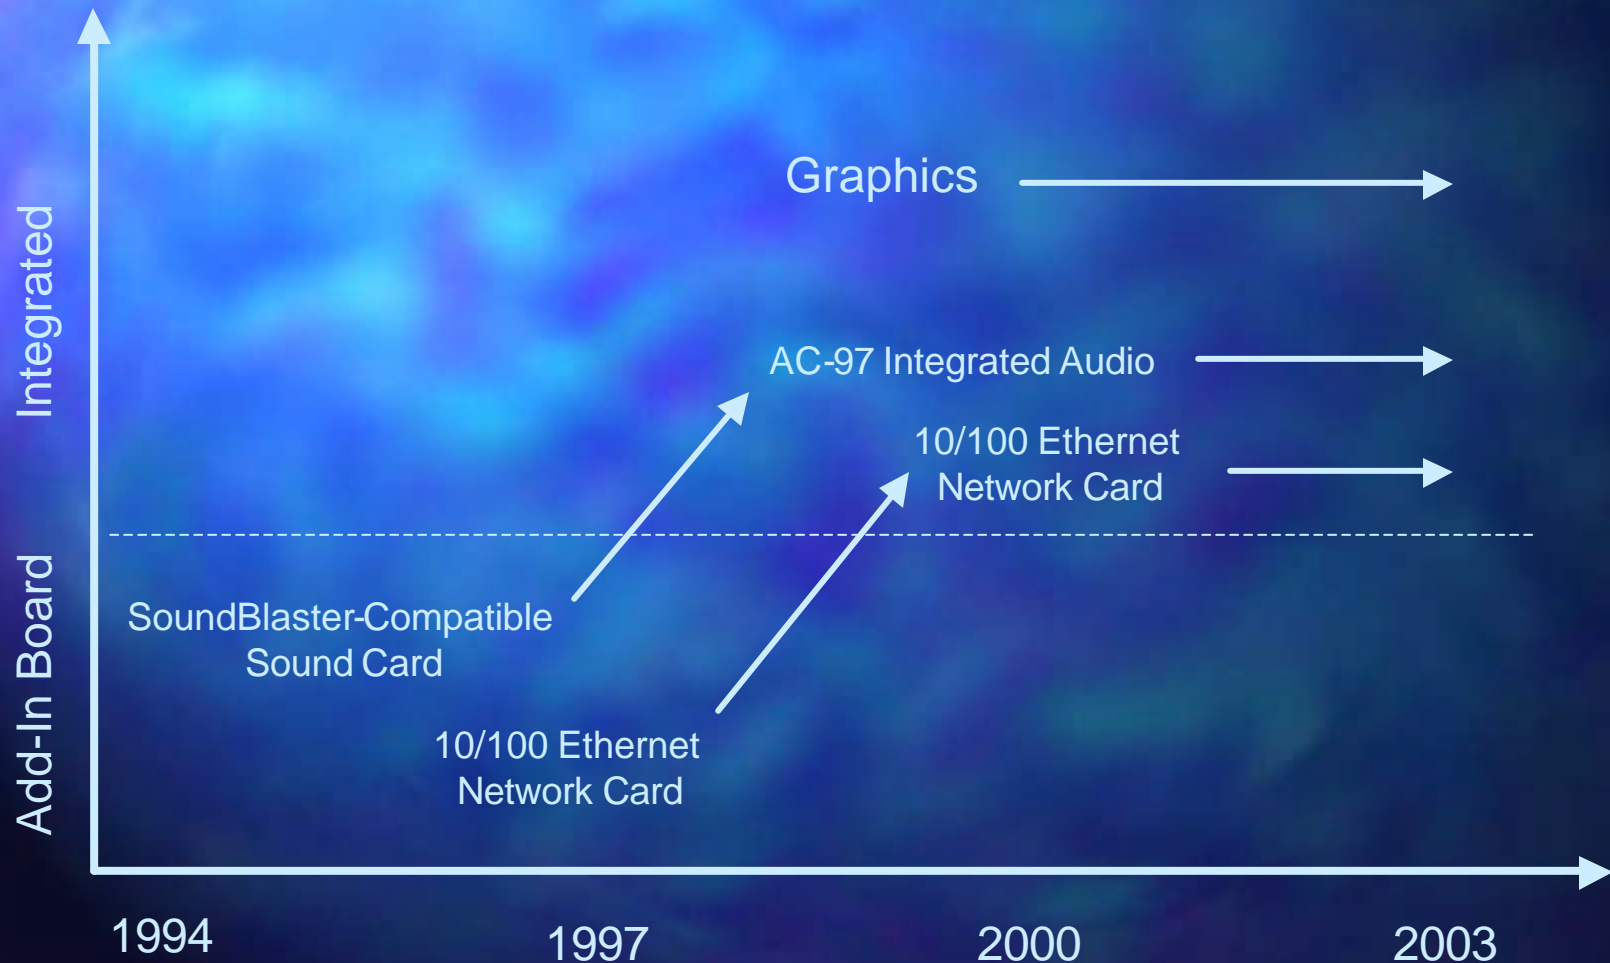 Integrated
Add-In Board
Graphics
AC-97 Integrated Audio
10/100 Ethernet
Network Card
SoundBlaster-Compatible
Sound Card
10/100 Ethernet
Network Card
1994
1997
2000
2003